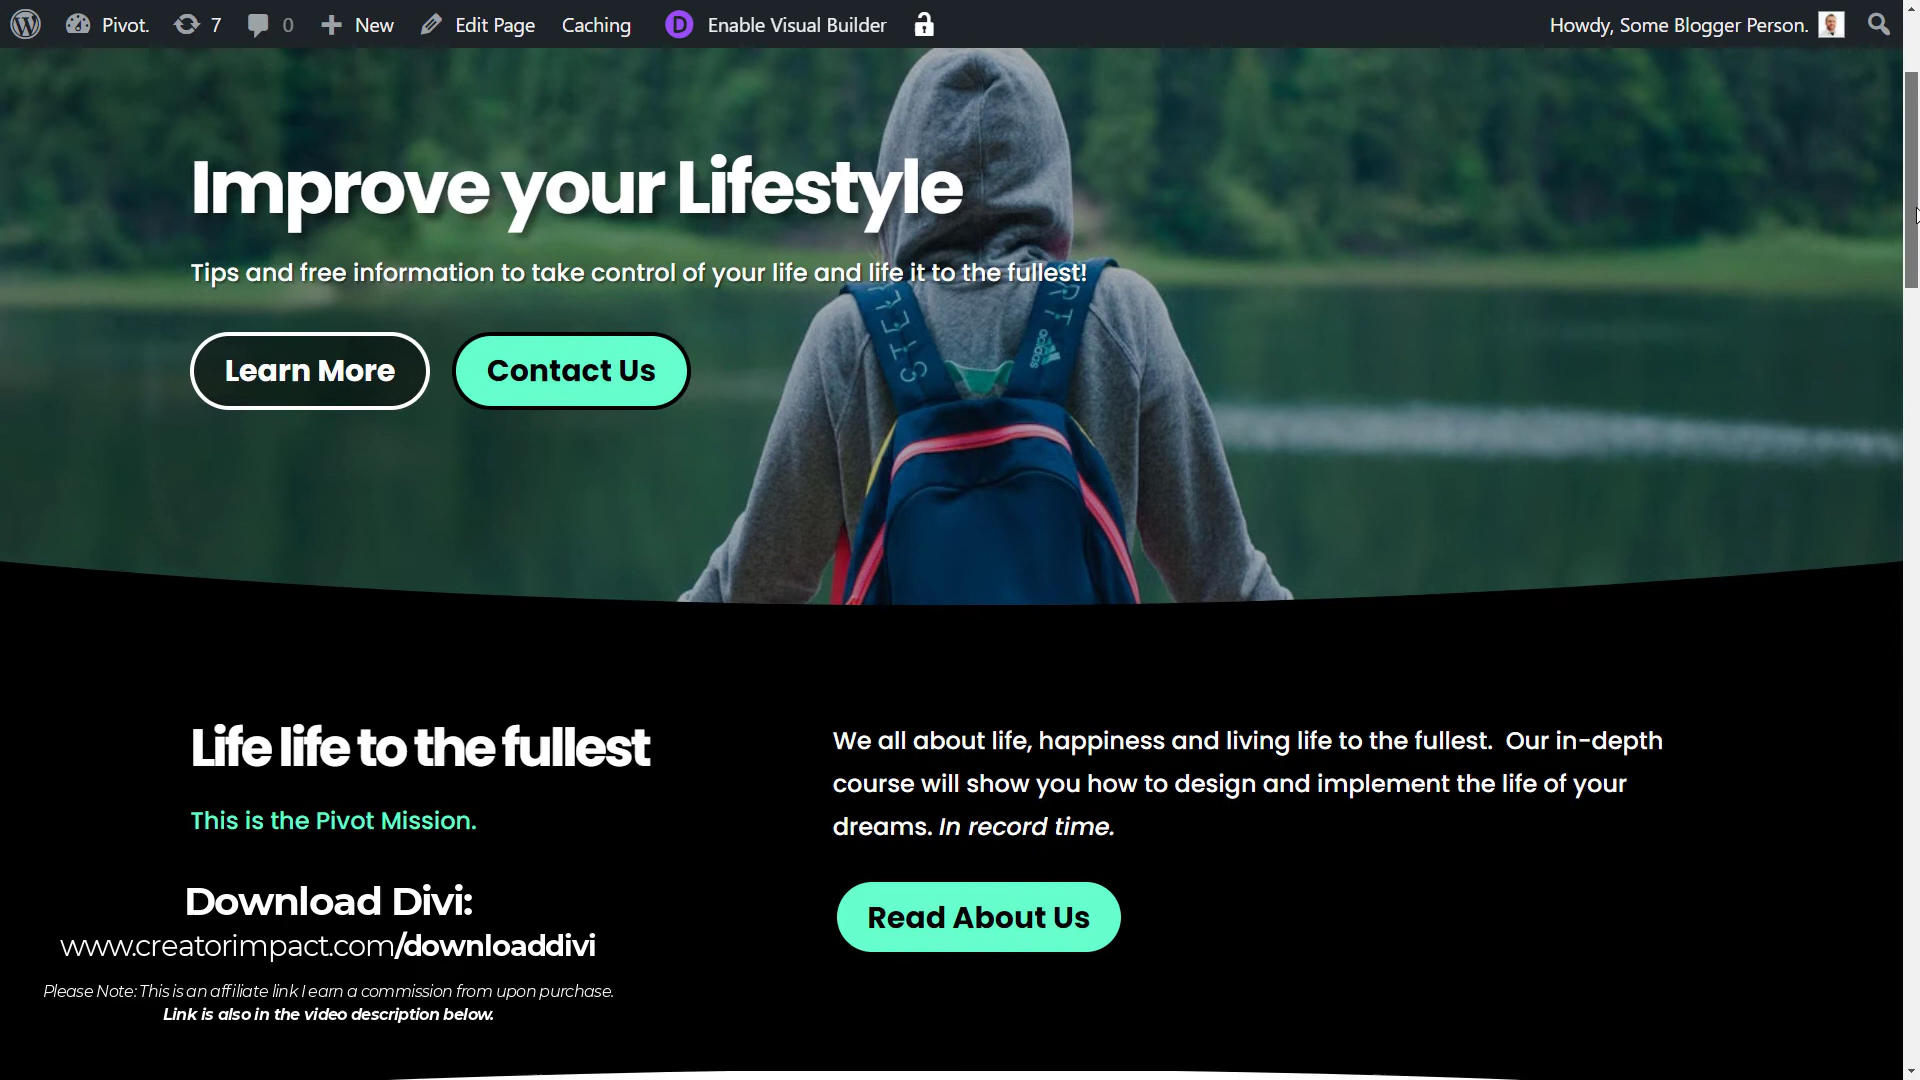 Pivot. 7 0 New Edit Page Caching D Enable Visual Builder Howdy, Some Blogger Person.
Improve your Lifestyle
Tips and free information to take control of your life and life it to the fullest!
Learn More Contact Us
adidas
Life life to the fullest
This is the Pivot Mission.
We all about life, happiness and living life to the fullest. Our in-depth
course will show you how to design and implement the life of your
dreams. In record time.
Read About Us
Download Divi:
www.creatorimpact.com/downloaddivi
Please Note: This is an affiliate link I earn a commission from upon purchase.
Link is also in the video description below.